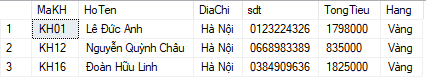 MaKH HoTen DiaChi sdt TongTieu Hang
1 KH01 Lê Đức Anh Hà Nội 0123224326 1798000 Vàng
2 KH12 Nguyễn Quỳnh Châu Hà Nội 0668983389 835000 Vàng
3 KH16 Đoàn Hữu Linh Hà Nội 0384909636 1825000 Vàng